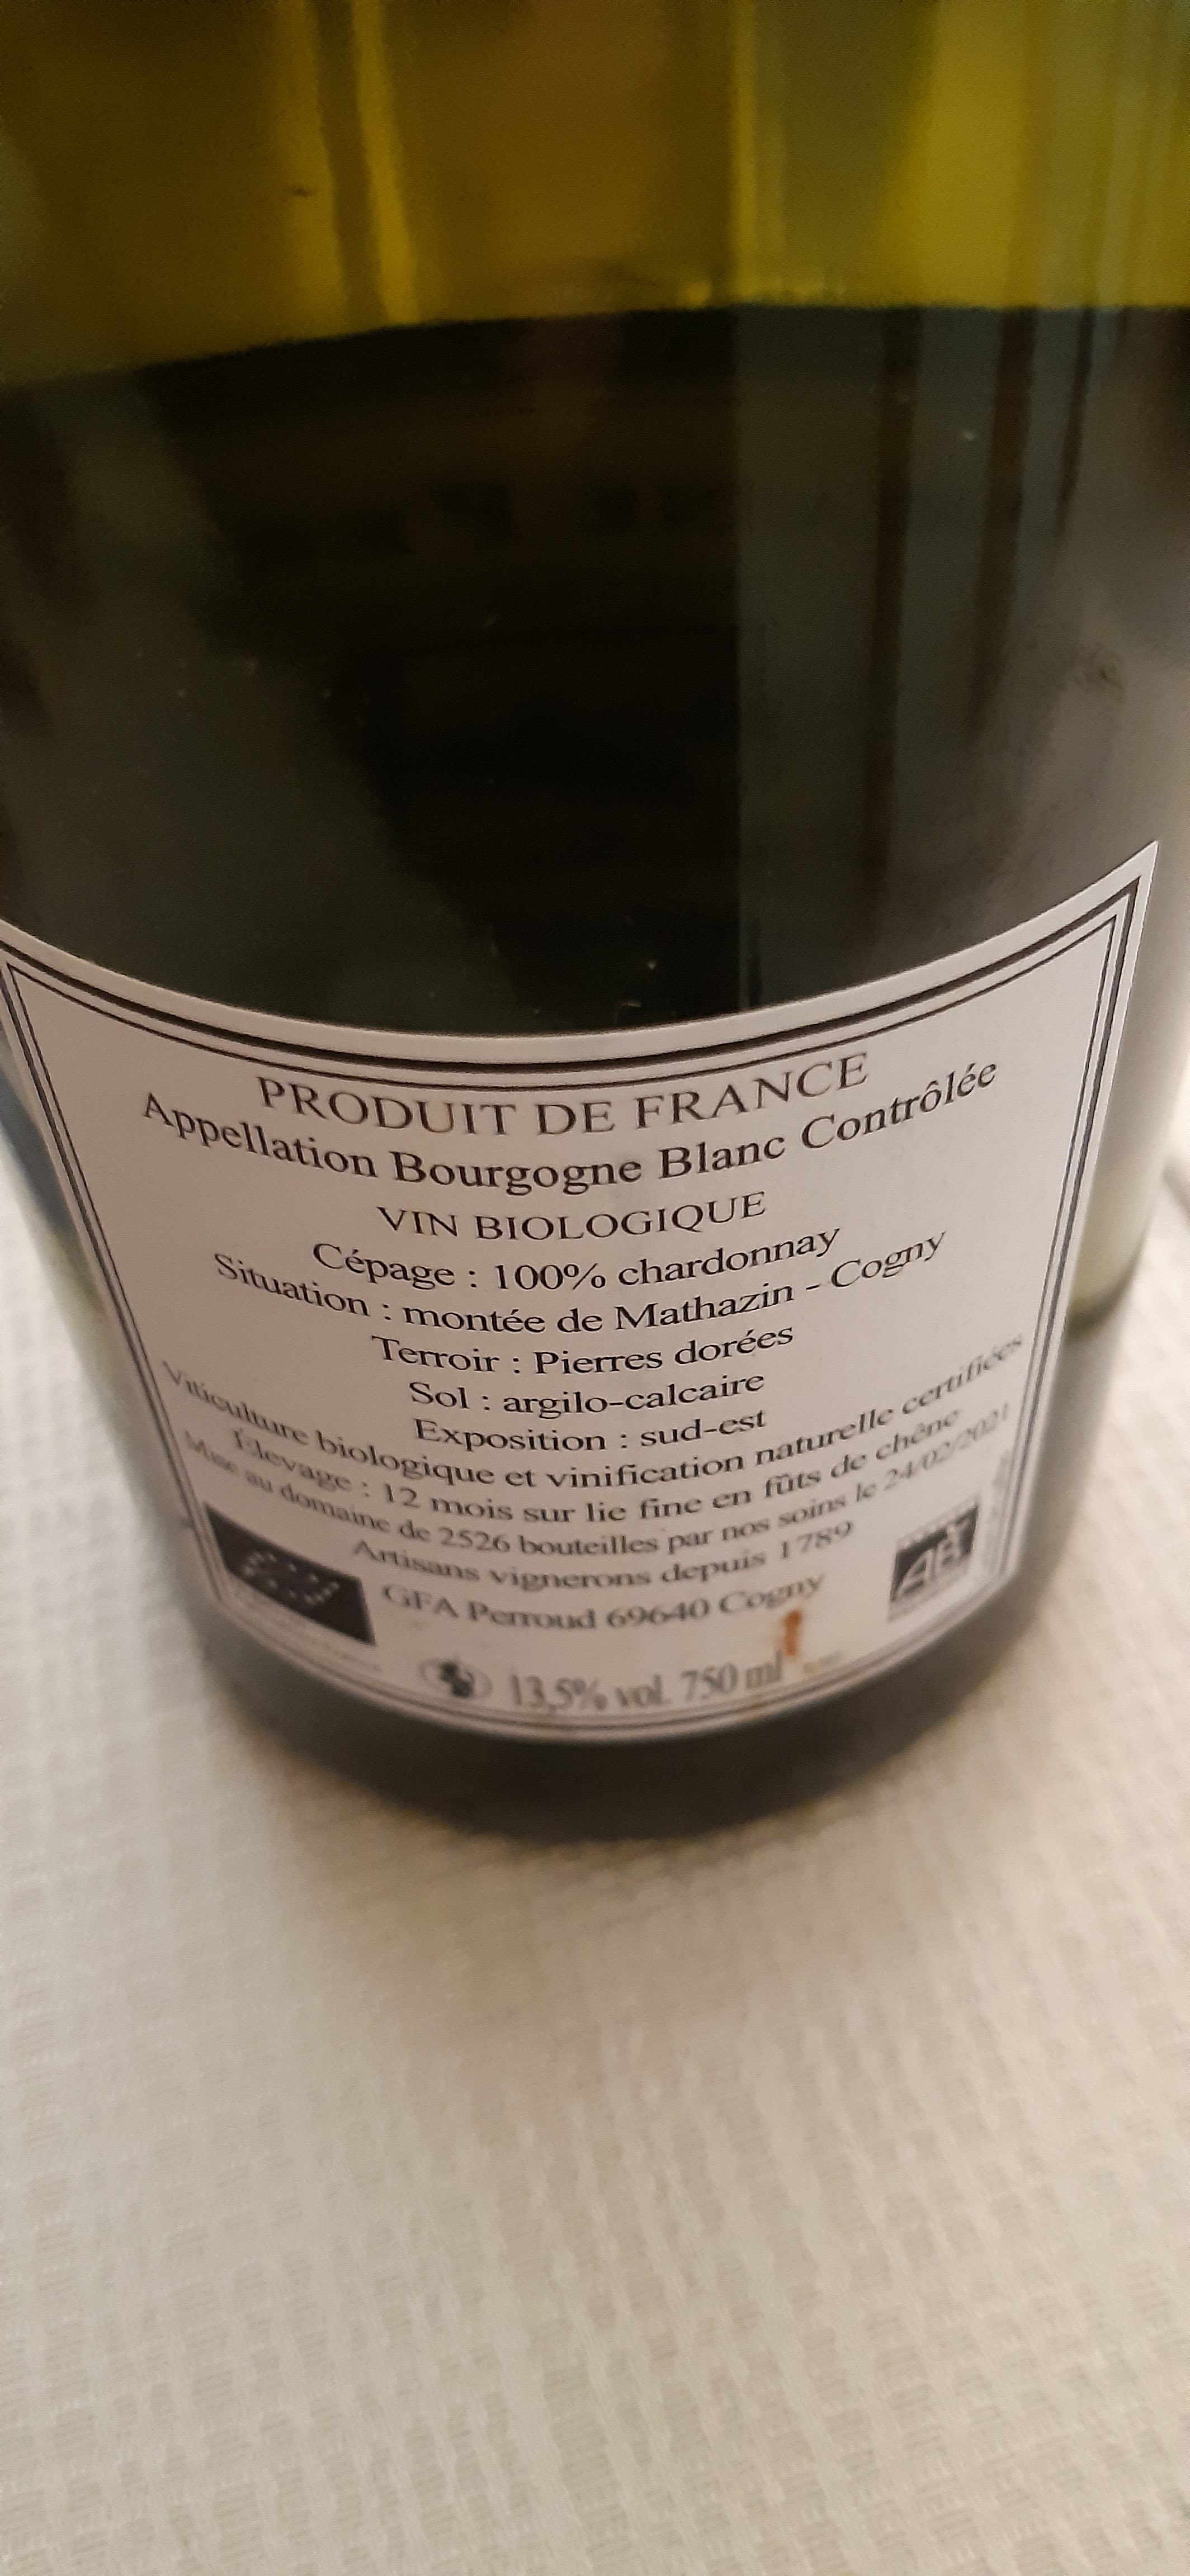 PRODUIT DE FRANCE
Appellation Bourgogne Blanc Contrôlée
VIN BIOLOGIQUE
Cépage : 100% chardonnay
Situation : montée de Mathazin - Cogny
Terroir : Pierres dorées
Sol : argilo-calcaire
Exposition : sud-est
Viticulture biologique et vinification naturelle certifiées
Élevage : 12 mois sur lie fine en fûts de chêne
Mise au domaine de 2526 bouteilles par nos soins le 24/02/2021
Artisans vignerons depuis 1789
GFA Perroud 69640 Cogny
AB
13,5% vol. 750 ml